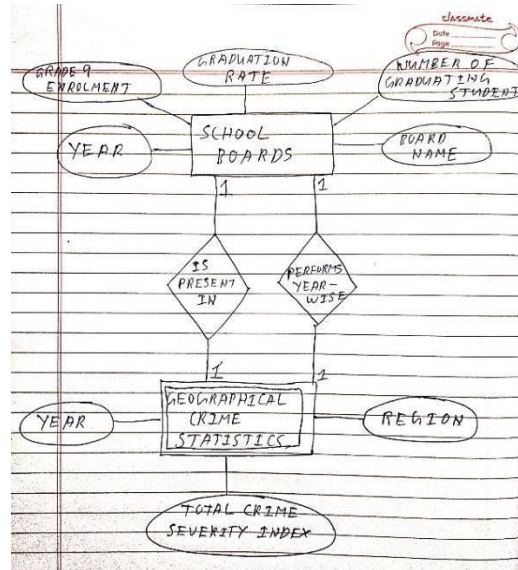 classmate
Date
Page
GRADE 9
ENROLMENT
GRADUATION
RATE
NUMBER OF
GRADUATING
STUDENT
YEAR
SCHOOL
BOARDS
BOARD
NAME
1
1
IS
PRESENT
IN
PERFORMS
YEAR-
WISE
1
1
YEAR
GEOGRAPHICAL
CRIME
STATISTICS
REGION
TOTAL CRIME
SEVERITY INDEX